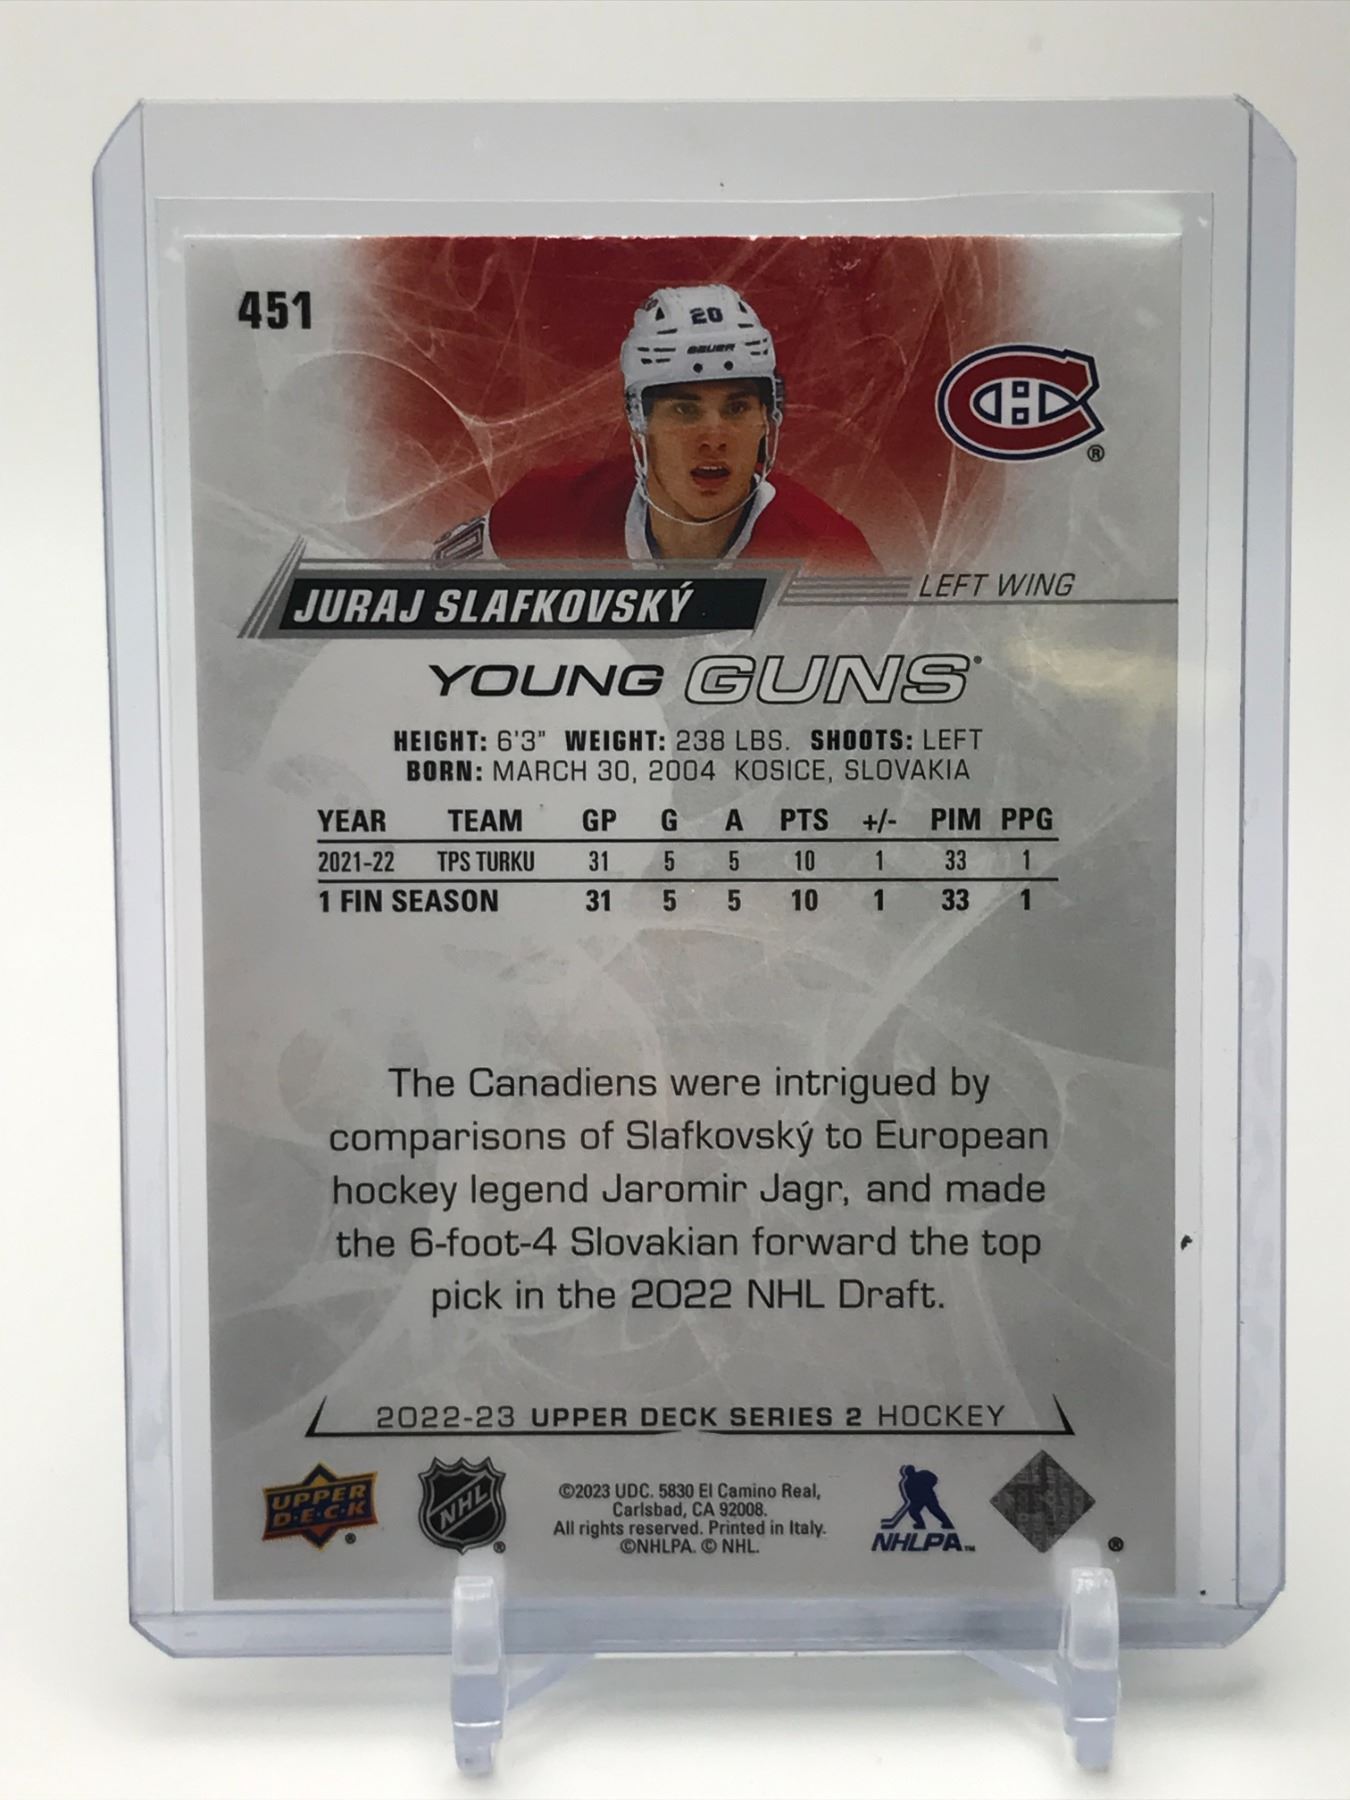 451
20
BAUER
®
JURAJ SLAFKOVSKÝ
LEFT WING
YOUNG GUNS
HEIGHT: 6'3" WEIGHT: 238 LBS. SHOOTS: LEFT
BORN: MARCH 30, 2004 KOSICE, SLOVAKIA
YEAR TEAM GP G A PTS +/- PIM PPG
2021-22 TPS TURKU 31 5 5 10 1 33 1
1 FIN SEASON 31 5 5 10 1 33 1
The Canadiens were intrigued by
comparisons of Slafkovský to European
hockey legend Jaromir Jagr, and made
the 6-foot-4 Slovakian forward the top
pick in the 2022 NHL Draft.
2022-23 UPPER DECK SERIES 2 HOCKEY
UPPER
D·E·C·K ®
NHL ®
©2023 UDC. 5830 El Camino Real,
Carlsbad, CA 92008.
All rights reserved. Printed in Italy.
©NHLPA. © NHL.
NHLPA™
®